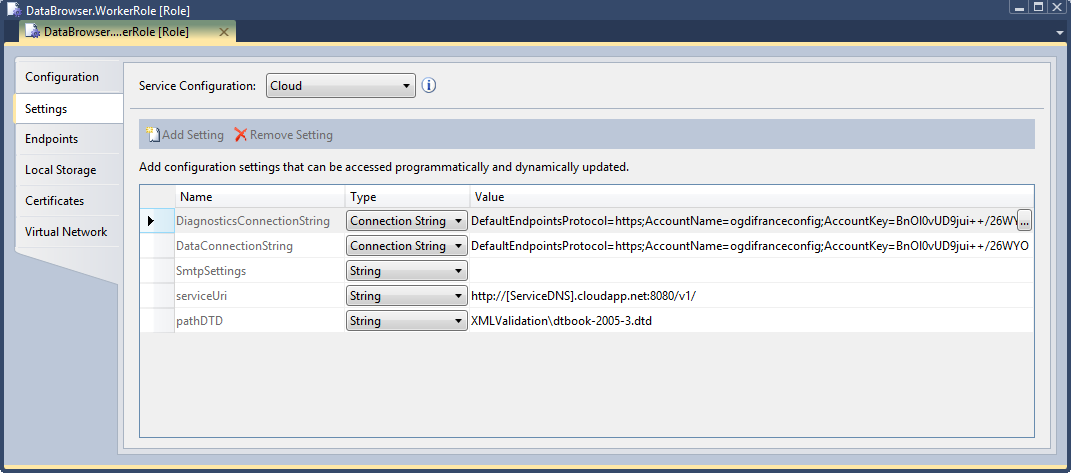 DataBrowser.WorkerRole [Role]
DataBrowser....erRole [Role]
Configuration
Settings
Endpoints
Local Storage
Certificates
Virtual Network
Service Configuration: Cloud
Add Setting Remove Setting
Add configuration settings that can be accessed programmatically and dynamically updated.
Name Type Value
DiagnosticsConnectionString Connection String DefaultEndpointsProtocol=https;AccountName=ogdifranceconfig;AccountKey=BnOI0vUD9jui++/26WY ...
DataConnectionString Connection String DefaultEndpointsProtocol=https;AccountName=ogdifranceconfig;AccountKey=BnOI0vUD9jui++/26WYO
SmtpSettings String
serviceUri String http://[ServiceDNS].cloudapp.net:8080/v1/
pathDTD String XMLValidation\dtbook-2005-3.dtd